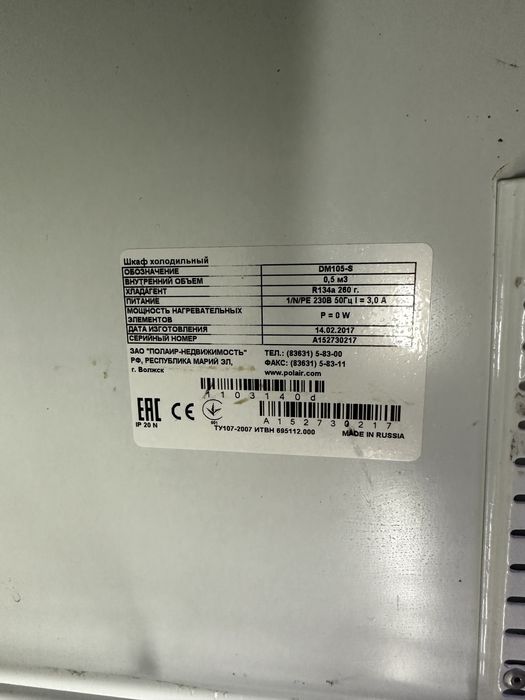 Шкаф холодильный
ОБОЗНАЧЕНИЕ DM105-S
ВНУТРЕННИЙ ОБЪЕМ 0,5 м3
ХЛАДАГЕНТ R134a 260 г.
ПИТАНИЕ 1/N/PE 230В 50Гц I = 3,0 А
МОЩНОСТЬ НАГРЕВАТЕЛЬНЫХ ЭЛЕМЕНТОВ P = 0 W
ДАТА ИЗГОТОВЛЕНИЯ 14.02.2017
СЕРИЙНЫЙ НОМЕР A152730217
ЗАО "ПОЛАИР-НЕДВИЖИМОСТЬ" ТЕЛ.: (83631) 5-83-00
РФ, РЕСПУБЛИКА МАРИЙ ЭЛ, ФАКС: (83631) 5-83-11
г. Волжск www.polair.com
1103140d
EAC CE 001
A152730217
IP 20 N ТУ107-2007 ИТВН 695112.000 MADE IN RUSSIA